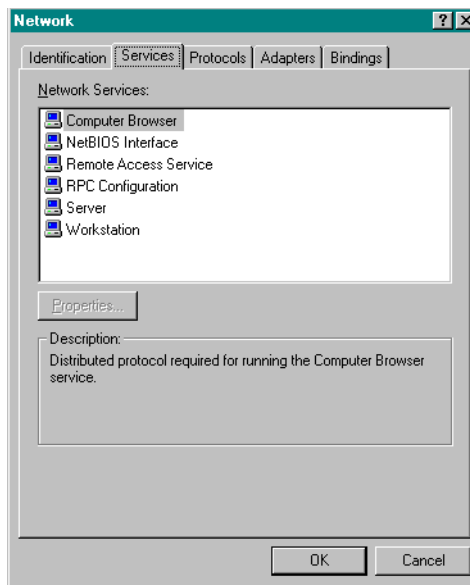 Network
Identification Services Protocols Adapters Bindings
Network Services:
Computer Browser
NetBIOS Interface
Remote Access Service
RPC Configuration
Server
Workstation
Properties...
Description:
Distributed protocol required for running the Computer Browser
service.
OK Cancel